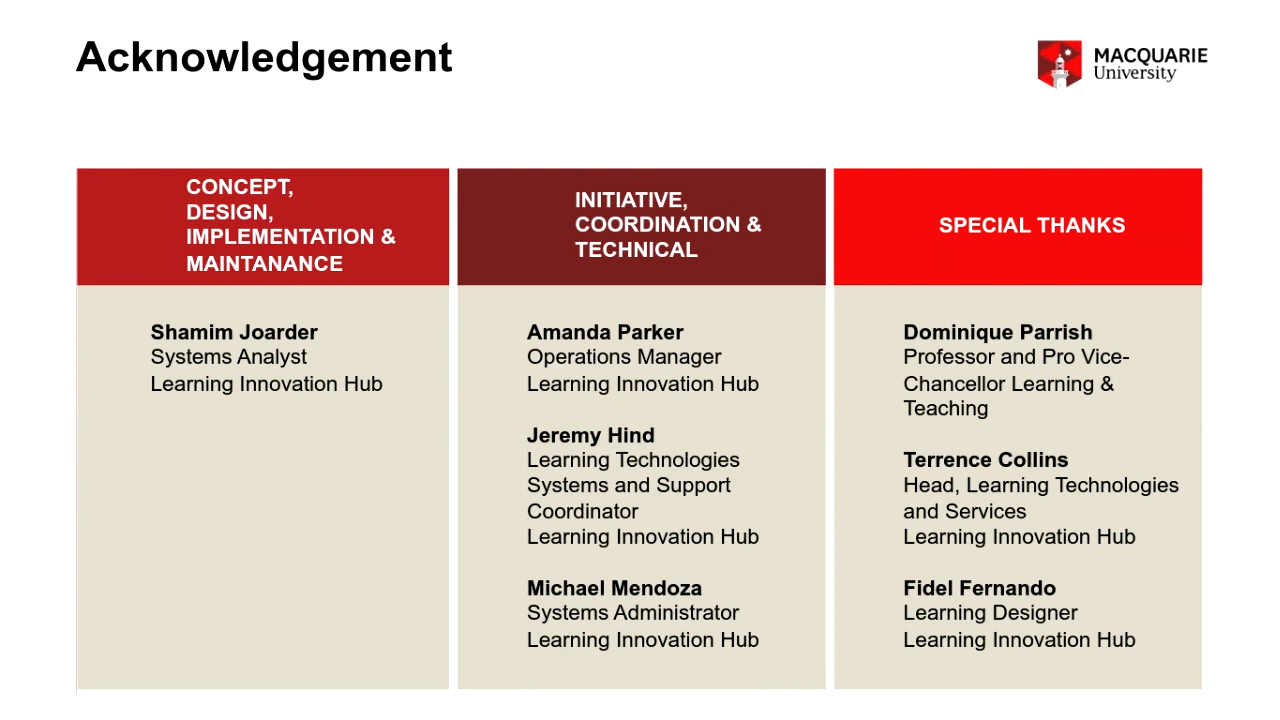 Acknowledgement
MACQUARIE
University
CONCEPT,
DESIGN,
IMPLEMENTATION &
MAINTANANCE
Shamim Joarder
Systems Analyst
Learning Innovation Hub
INITIATIVE,
COORDINATION &
TECHNICAL
Amanda Parker
Operations Manager
Learning Innovation Hub
Jeremy Hind
Learning Technologies
Systems and Support
Coordinator
Learning Innovation Hub
Michael Mendoza
Systems Administrator
Learning Innovation Hub
SPECIAL THANKS
Dominique Parrish
Professor and Pro Vice-
Chancellor Learning &
Teaching
Terrence Collins
Head, Learning Technologies
and Services
Learning Innovation Hub
Fidel Fernando
Learning Designer
Learning Innovation Hub